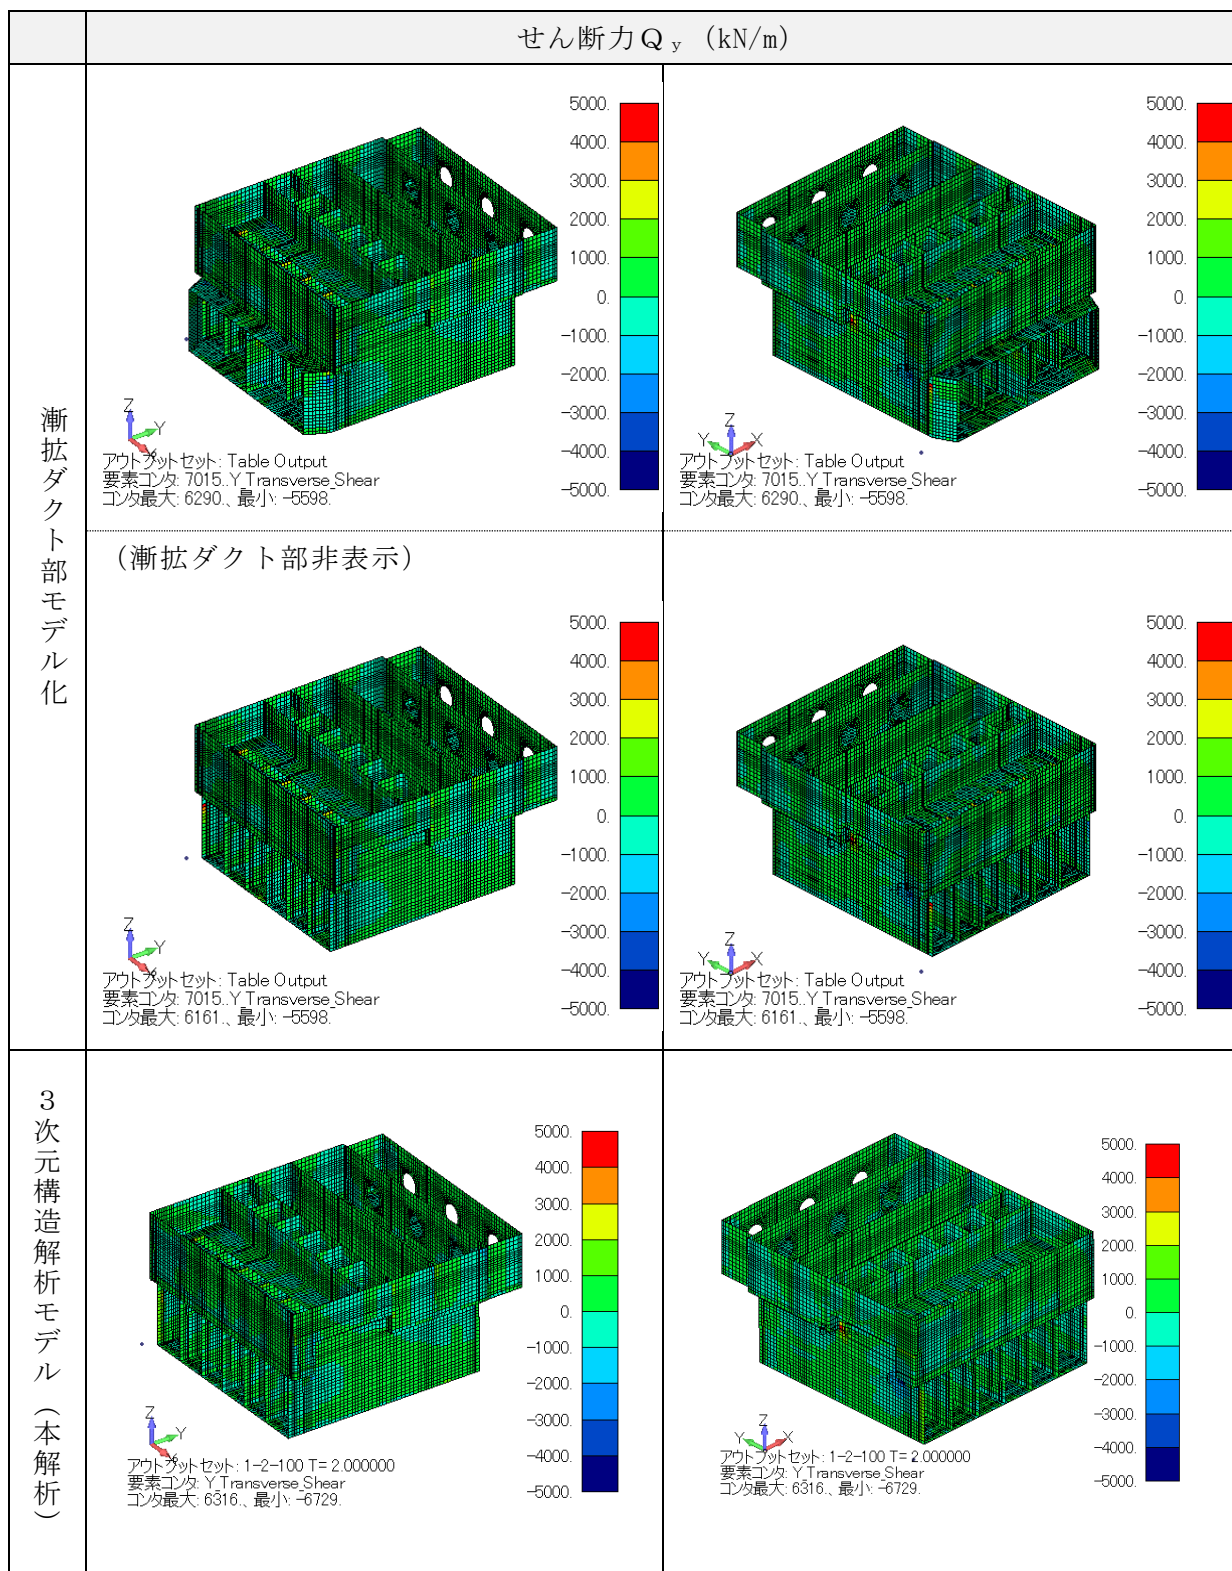 せん断力Ｑｙ (kN/m)
漸拡ダクト部モデル化
5000.
4000.
3000.
2000.
1000.
0.
-1000.
-2000.
-3000.
-4000.
-5000.
Z
Y
X
アウトプットセット: Table Output
要素コンタ: 7015..Y_Transverse_Shear
コンタ最大: 6290.、最小: -5598.
5000.
4000.
3000.
2000.
1000.
0.
-1000.
-2000.
-3000.
-4000.
-5000.
Z
Y
X
アウトプットセット: Table Output
要素コンタ: 7015..Y_Transverse_Shear
コンタ最大: 6290.、最小: -5598.
(漸拡ダクト部非表示)
5000.
4000.
3000.
2000.
1000.
0.
-1000.
-2000.
-3000.
-4000.
-5000.
Z
Y
X
アウトプットセット: Table Output
要素コンタ: 7015..Y_Transverse_Shear
コンタ最大: 6161.、最小: -5598.
5000.
4000.
3000.
2000.
1000.
0.
-1000.
-2000.
-3000.
-4000.
-5000.
Z
Y
X
アウトプットセット: Table Output
要素コンタ: 7015..Y_Transverse_Shear
コンタ最大: 6161.、最小: -5598.
３次元構造解析モデル（本解析）
5000.
4000.
3000.
2000.
1000.
0.
-1000.
-2000.
-3000.
-4000.
-5000.
Z
Y
X
アウトプットセット: 1-2-100 T= 2.000000
要素コンタ: Y_Transverse_Shear
コンタ最大: 6316.、最小: -6729.
5000.
4000.
3000.
2000.
1000.
0.
-1000.
-2000.
-3000.
-4000.
-5000.
Z
Y
X
アウトプットセット: 1-2-100 T= 2.000000
要素コンタ: Y_Transverse_Shear
コンタ最大: 6316.、最小: -6729.